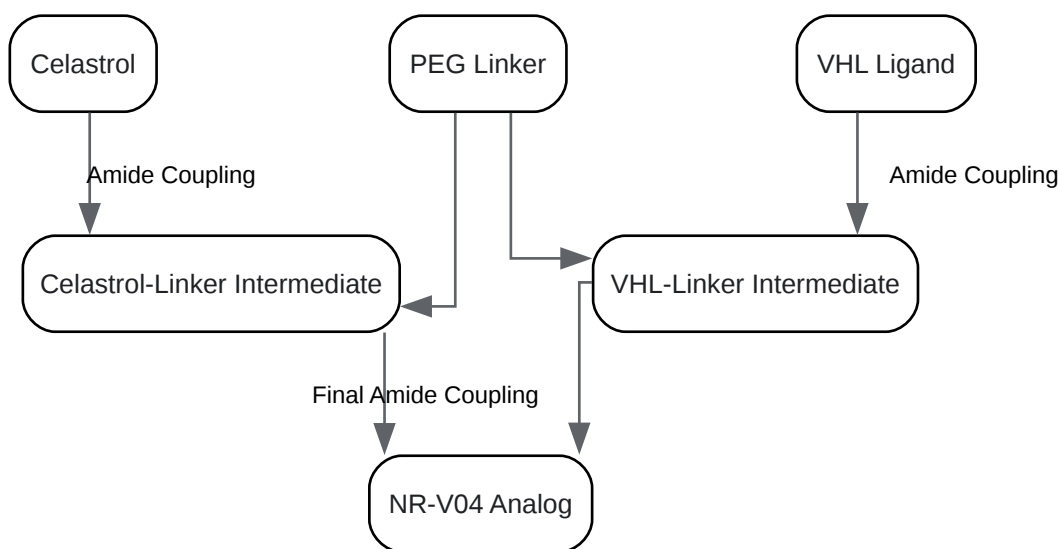 Celastrol
PEG Linker
VHL Ligand
Amide Coupling
Amide Coupling
Celastrol-Linker Intermediate
VHL-Linker Intermediate
Final Amide Coupling
NR-V04 Analog